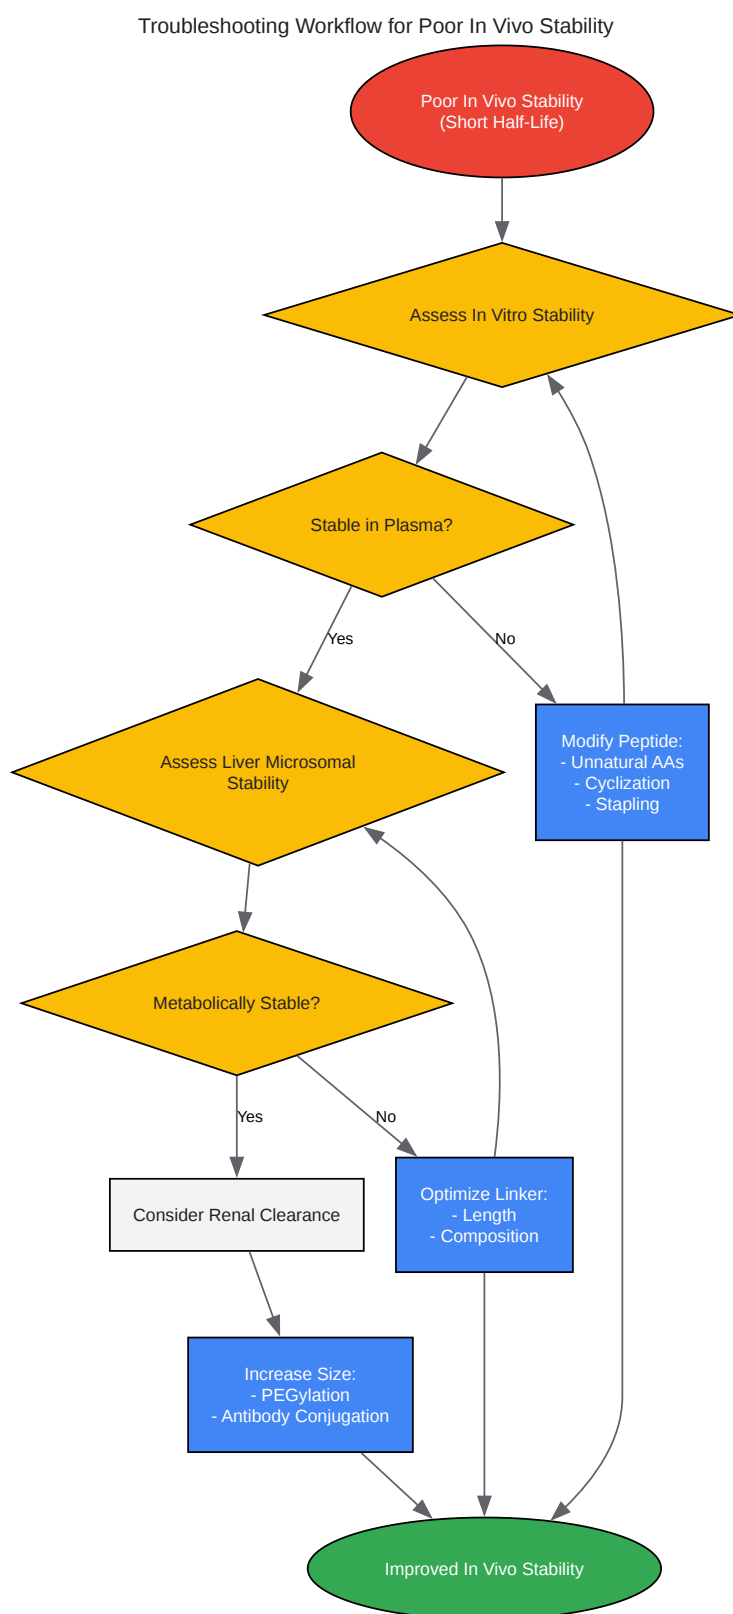 Troubleshooting Workflow for Poor In Vivo Stability
Poor In Vivo Stability
(Short Half-Life)
Assess In Vitro Stability
Stable in Plasma?
Yes
No
Assess Liver Microsomal
Stability
Modify Peptide:
- Unnatural AAs
- Cyclization
- Stapling
Metabolically Stable?
Yes
No
Consider Renal Clearance
Optimize Linker:
- Length
- Composition
Increase Size:
- PEGylation
- Antibody Conjugation
Improved In Vivo Stability